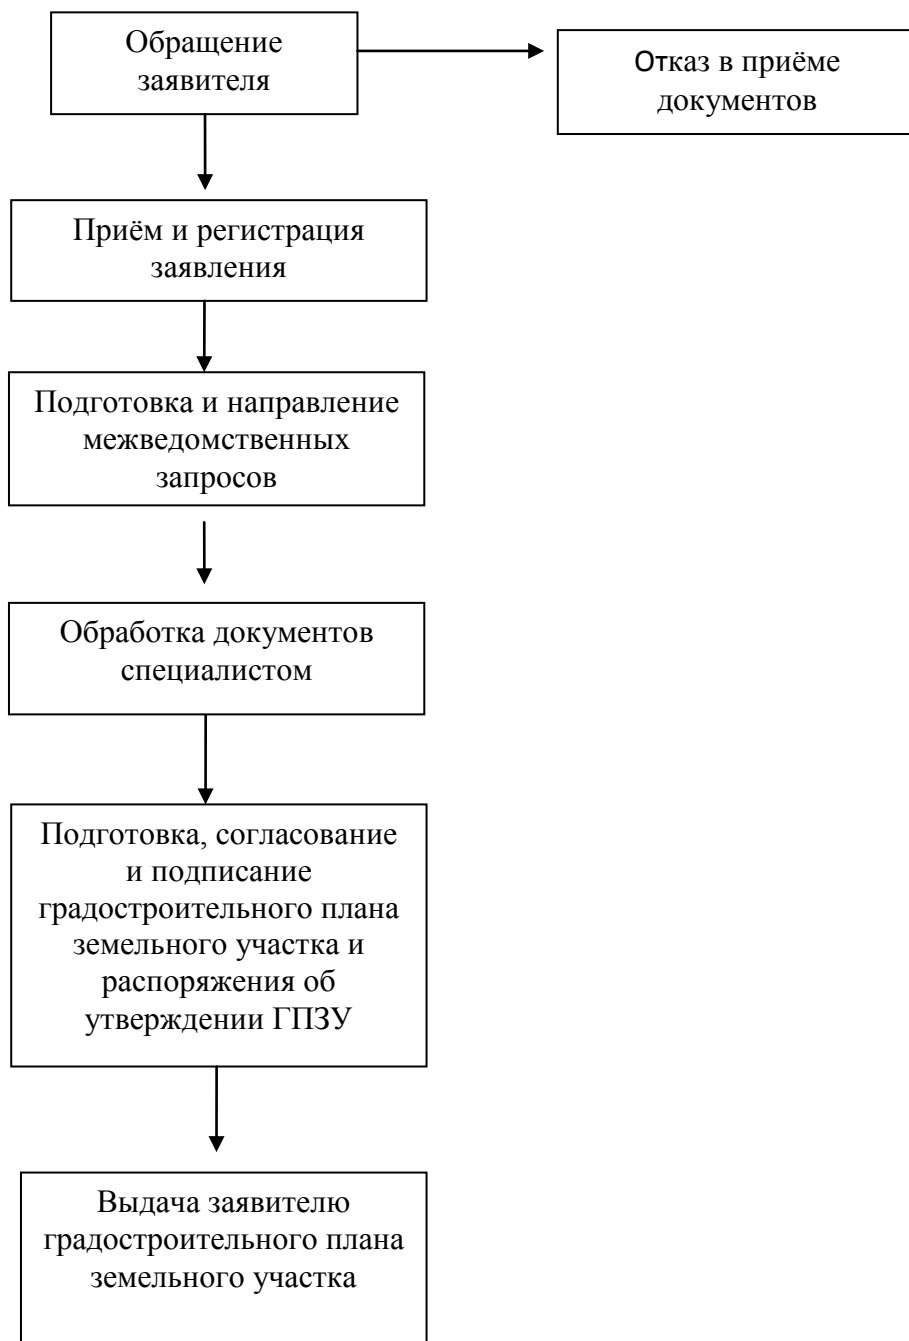 Обращение
заявителя
Отказ в приёме
документов
Приём и регистрация
заявления
Подготовка и направление
межведомственных
запросов
Обработка документов
специалистом
Подготовка, согласование
и подписание
градостроительного плана
земельного участка и
распоряжения об
утверждении ГПЗУ
Выдача заявителю
градостроительного плана
земельного участка